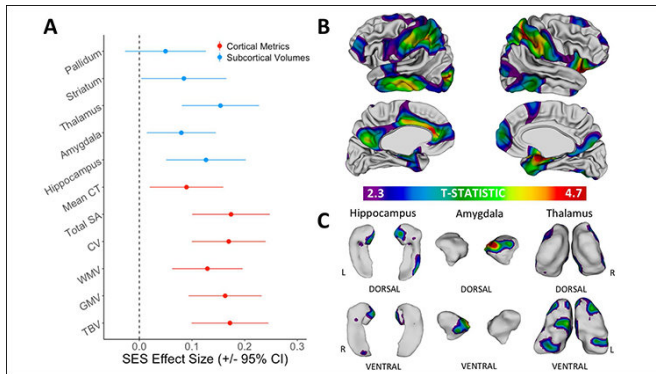 A
Cortical Metrics
Subcortical Volumes
Pallidum
Striatum
Thalamus
Amygdala
Hippocampus
Mean CT
Total SA
CV
WMV
GMV
TBV
0.0 0.1 0.2 0.3
SES Effect Size (+/- 95% CI)
B
2.3 T-STATISTIC 4.7
C
Hippocampus Amygdala Thalamus
L R
DORSAL DORSAL DORSAL
R L
VENTRAL VENTRAL VENTRAL